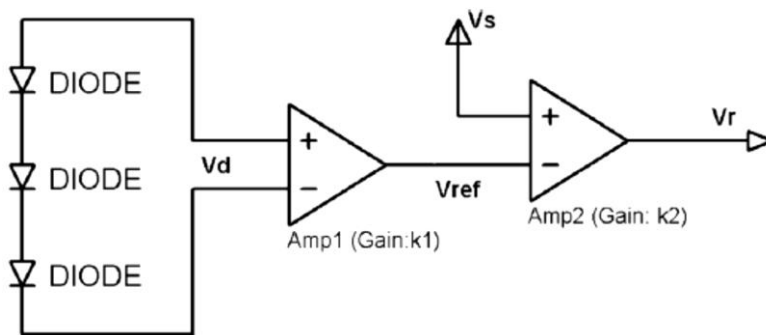 Vs
DIODE
+
Vr
+
Vd
−
DIODE
−
Vref
Amp2 (Gain: k2)
Amp1 (Gain:k1)
DIODE